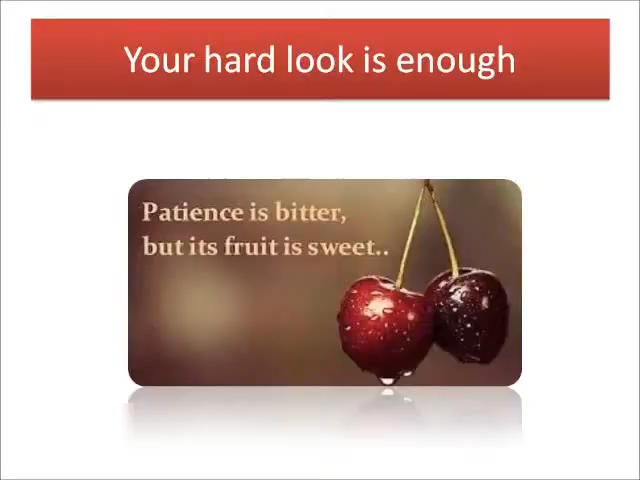 Your hard look is enough
Patience is bitter,
but its fruit is sweet..